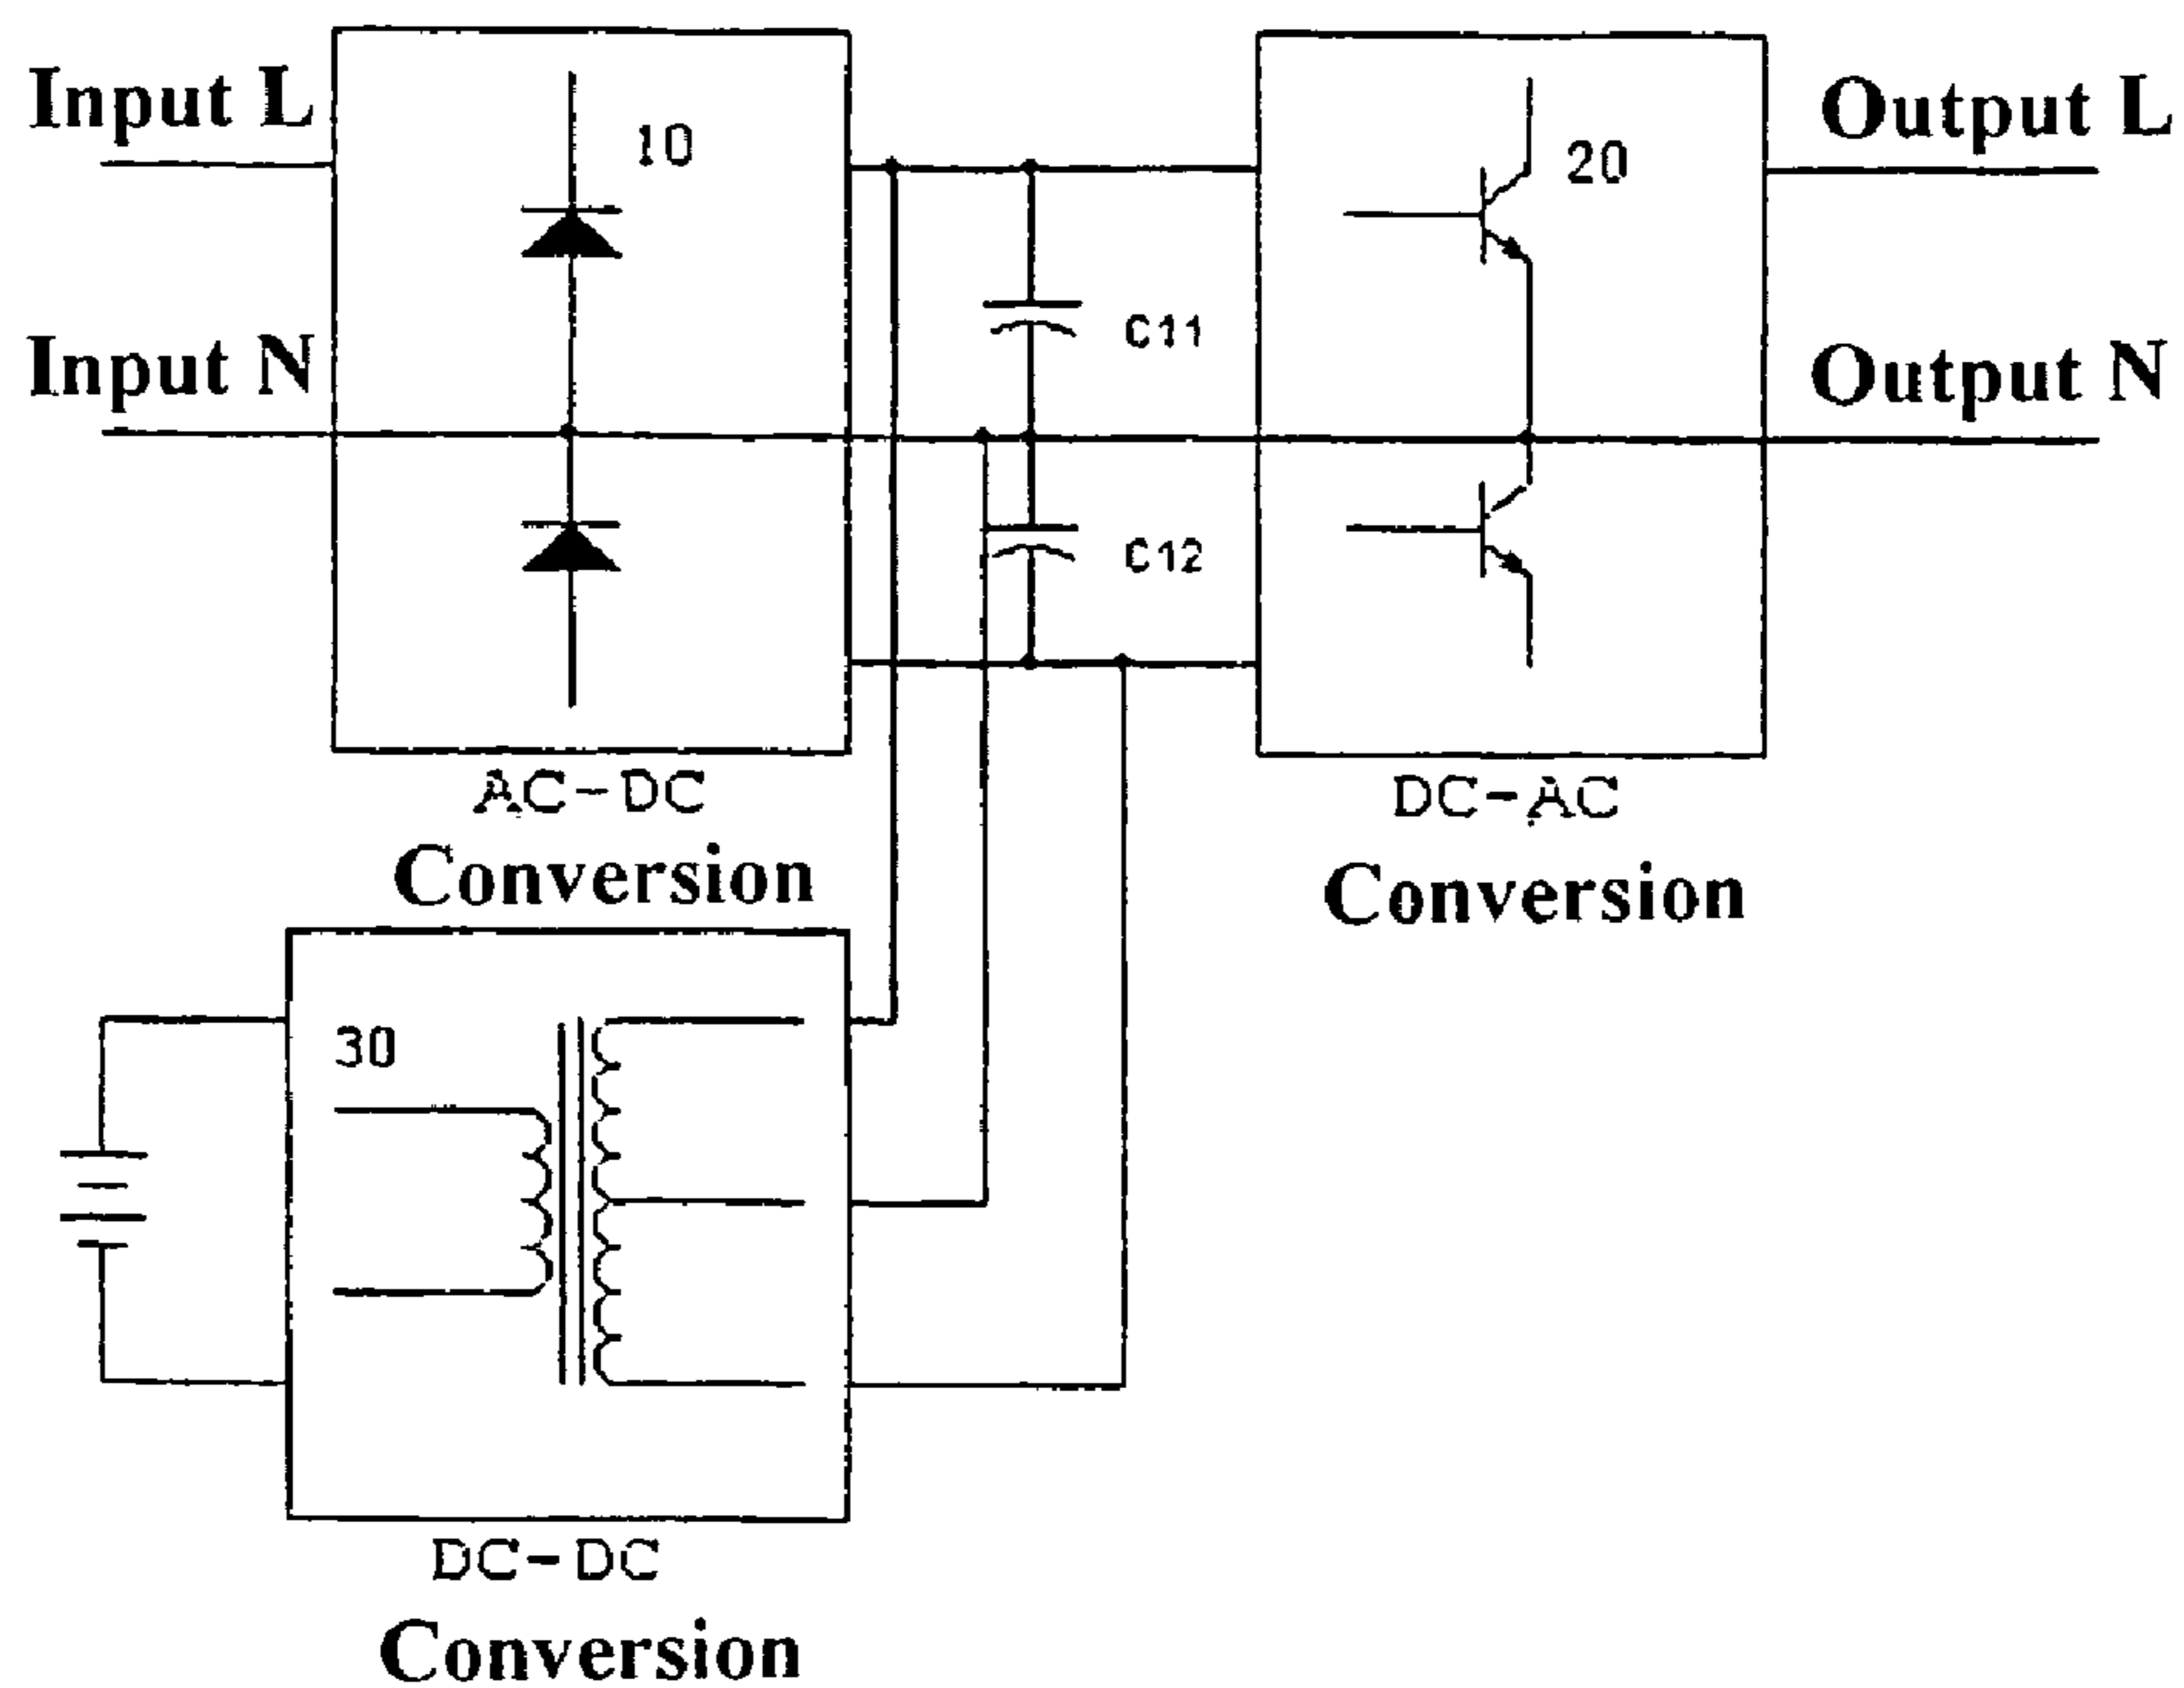 Input L
10
20
Output L
C11
Input N
Output N
C12
AC-DC
Conversion
DC-AC
Conversion
30
DC-DC
Conversion